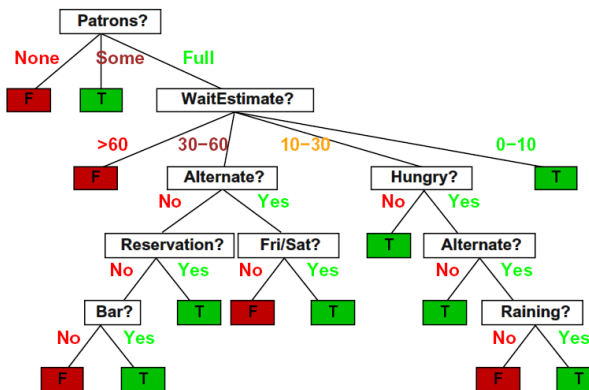 Patrons?
None Some Full
F T WaitEstimate?
>60 30−60 10−30 0−10
F Alternate? Hungry? T
No Yes No Yes
Reservation? Fri/Sat? T Alternate?
No Yes No Yes No Yes
Bar? T F T T Raining?
No Yes No Yes
F T F T